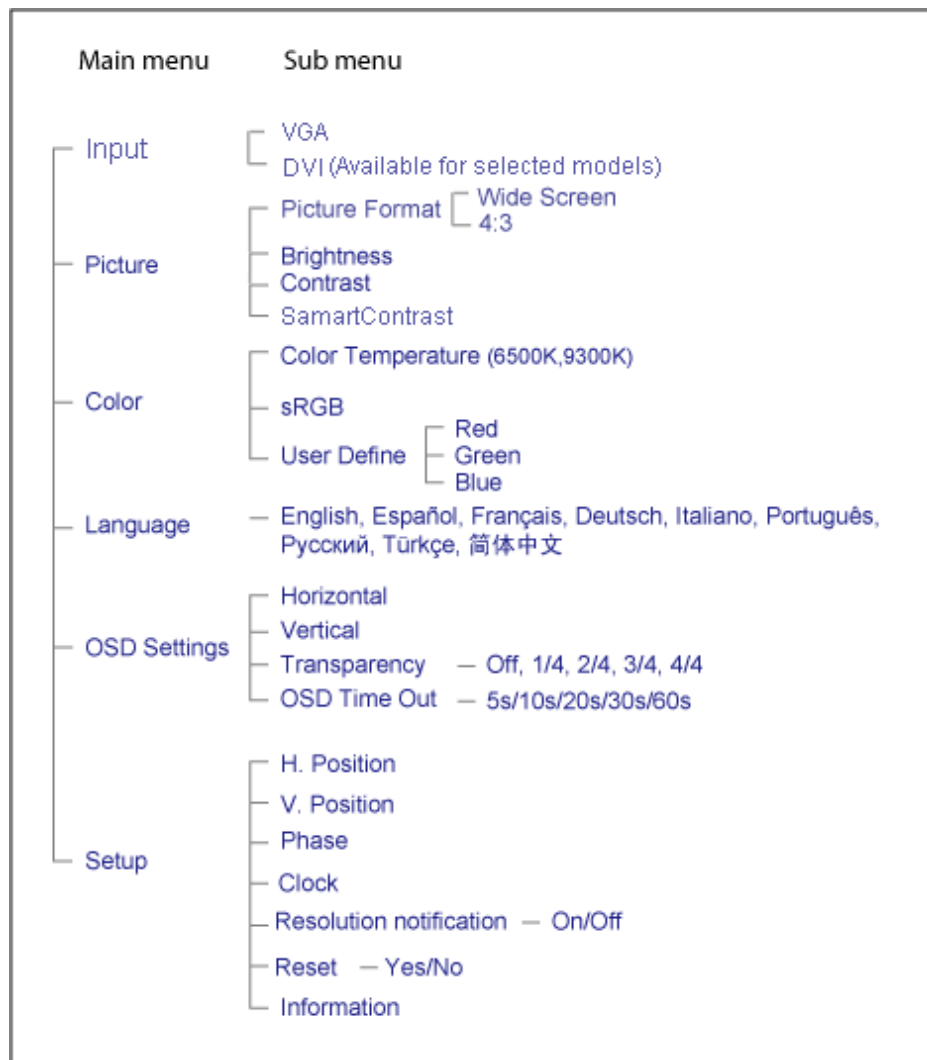 Main menu Sub menu
Input
VGA
DVI (Available for selected models)
Picture
Picture Format
Wide Screen
4:3
Brightness
Contrast
SamartContrast
Color
Color Temperature (6500K,9300K)
sRGB
User Define
Red
Green
Blue
Language
English, Español, Français, Deutsch, Italiano, Português,
Русский, Türkçe, 简体中文
OSD Settings
Horizontal
Vertical
Transparency — Off, 1/4, 2/4, 3/4, 4/4
OSD Time Out — 5s/10s/20s/30s/60s
Setup
H. Position
V. Position
Phase
Clock
Resolution notification — On/Off
Reset — Yes/No
Information